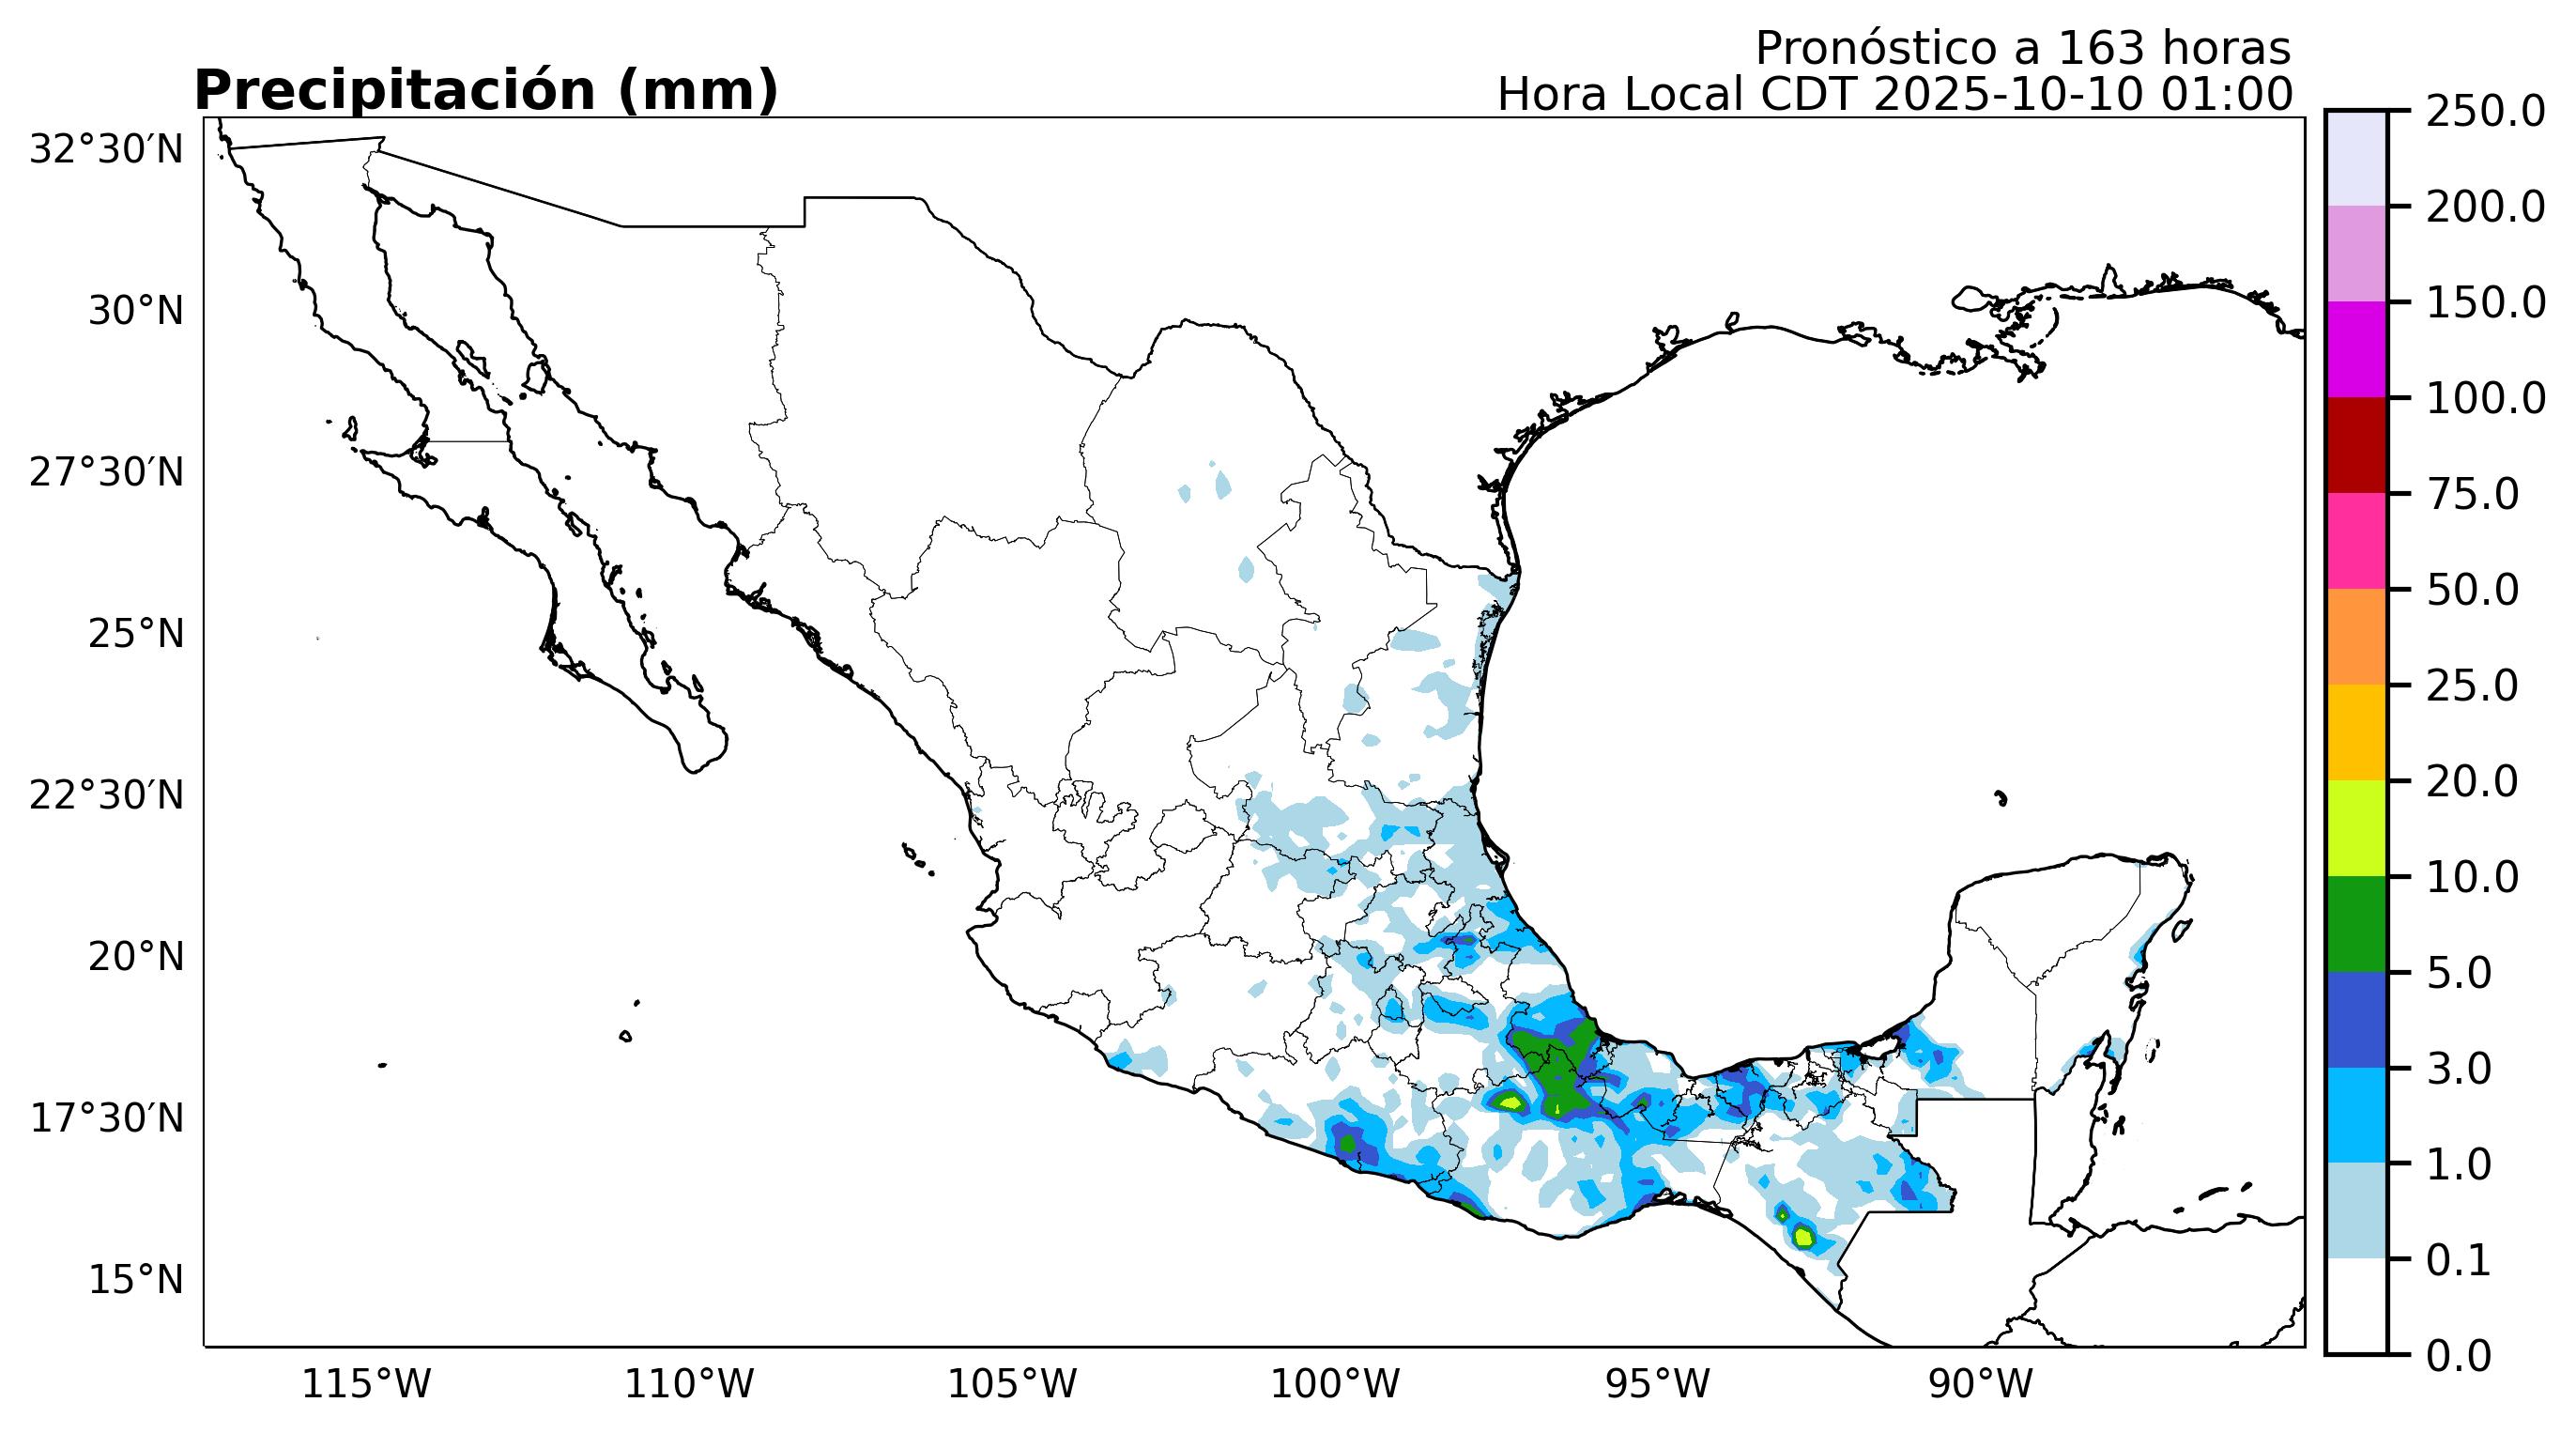 Pronóstico a 163 horas
Precipitación (mm)
Hora Local CDT 2025-10-10 01:00
32°30′N
30°N
27°30′N
25°N
22°30′N
20°N
17°30′N
15°N
115°W
110°W
105°W
100°W
95°W
90°W
250.0
200.0
150.0
100.0
75.0
50.0
25.0
20.0
10.0
5.0
3.0
1.0
0.1
0.0